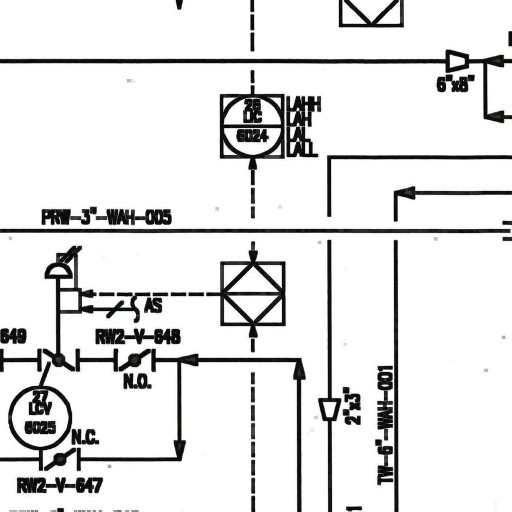 6"x8"
26
LIC
6024
LAHH
LAH
LAL
LALL
PRW-3"-WAH-005
AS
649
RW2-V-648
N.O.
27
LCV
6025
N.C.
RW2-V-647
2"x3"
TW-6"-WAH-001
1